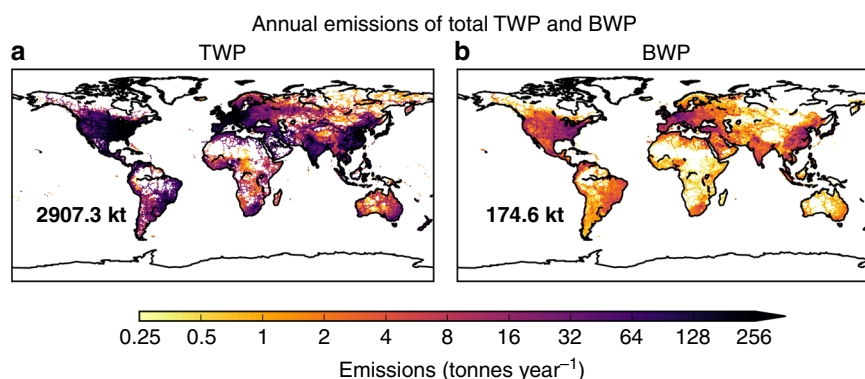 Annual emissions of total TWP and BWP
a TWP
b BWP
2907.3 kt
174.6 kt
0.25 0.5 1 2 4 8 16 32 64 128 256
Emissions (tonnes year⁻¹)